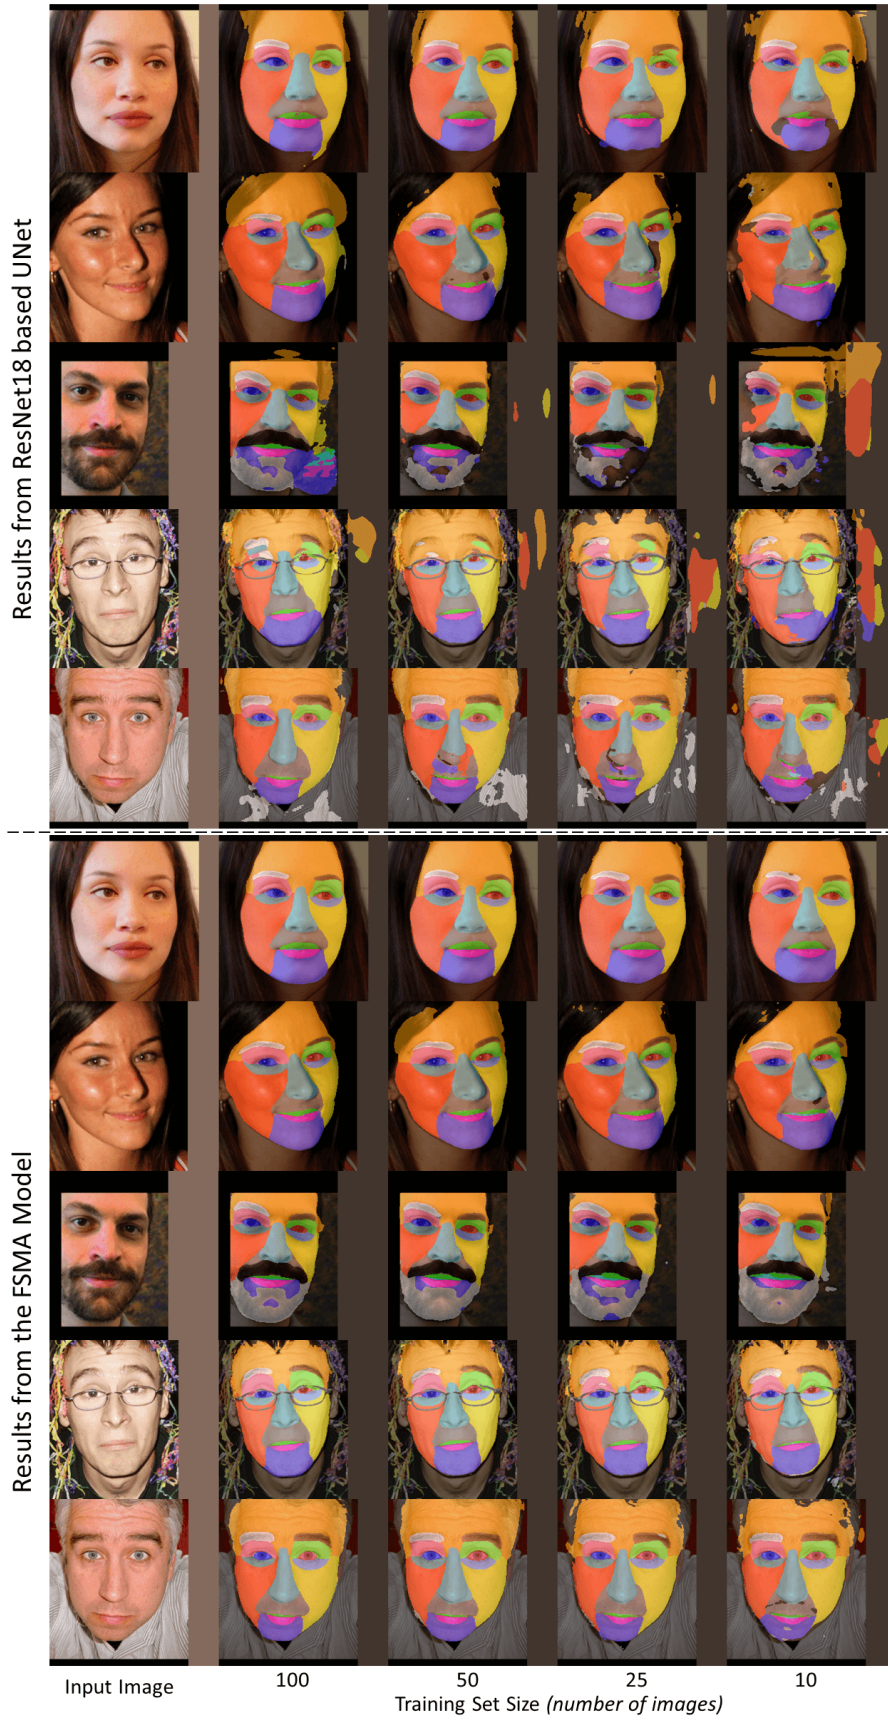 Results from ResNet18 based UNet
Results from the FSMA Model
Input Image
100
50
25
10
Training Set Size (number of images)